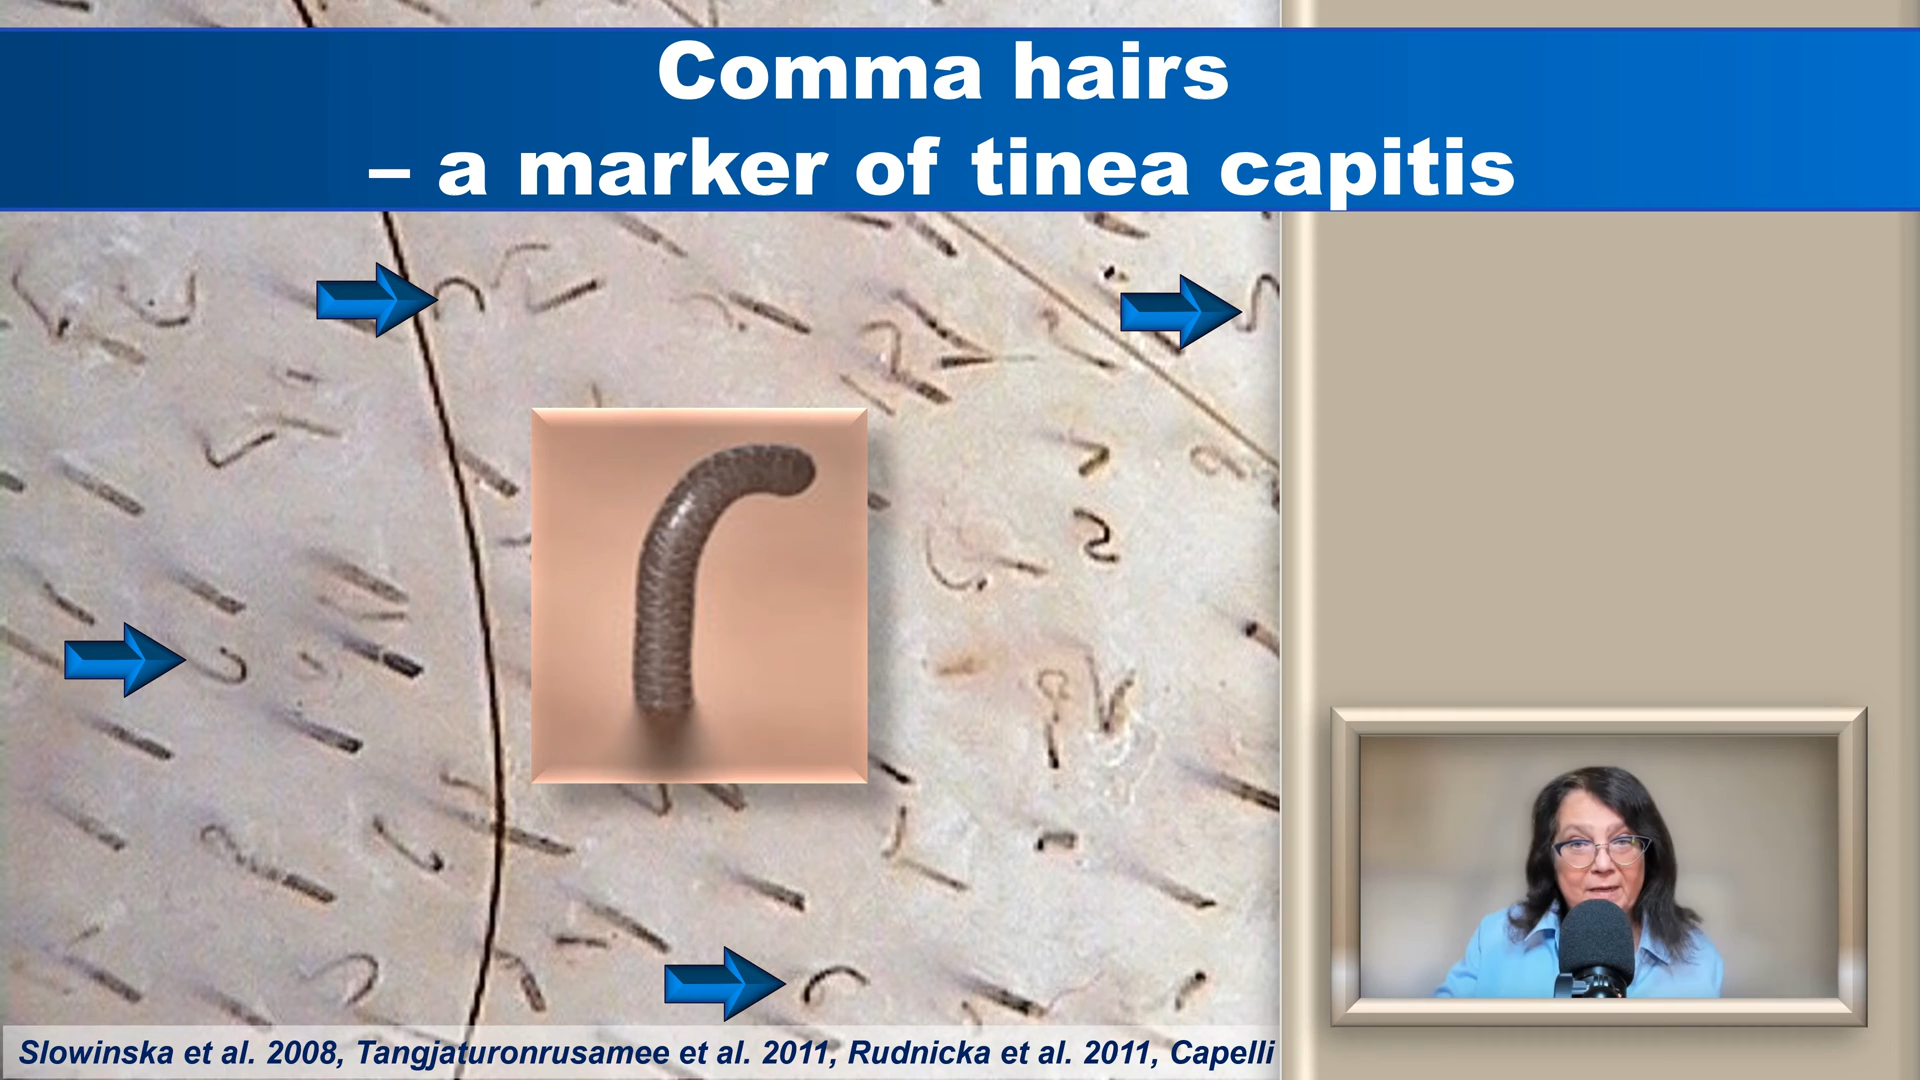 Comma hairs
– a marker of tinea capitis
Slowinska et al. 2008, Tangjaturonrusamee et al. 2011, Rudnicka et al. 2011, Capelli